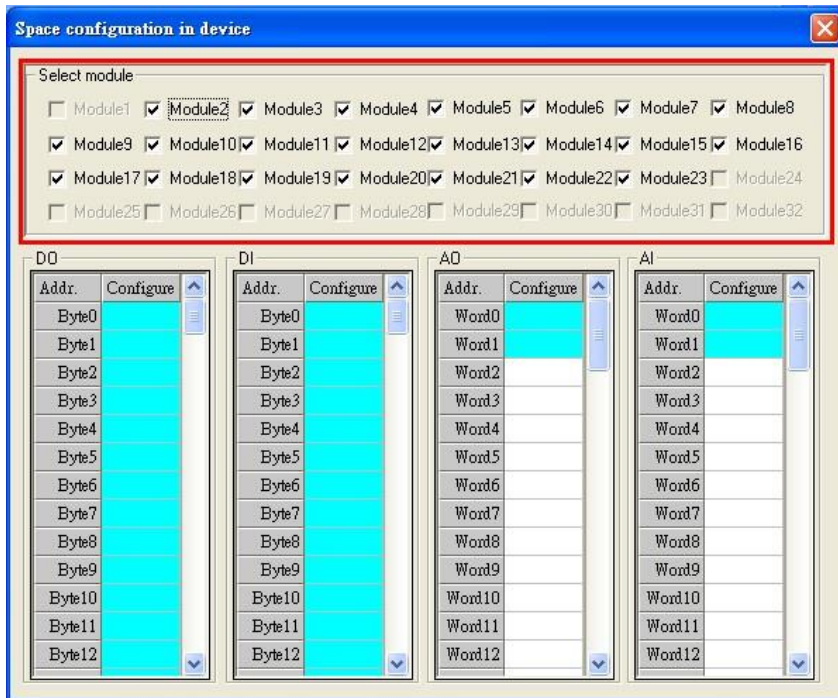 Space configuration in device
Select module
Module1 Module2 Module3 Module4 Module5 Module6 Module7 Module8
Module9 Module10 Module11 Module12 Module13 Module14 Module15 Module16
Module17 Module18 Module19 Module20 Module21 Module22 Module23 Module24
Module25 Module26 Module27 Module28 Module29 Module30 Module31 Module32
DO DI AO AI
Addr. Configure Addr. Configure Addr. Configure Addr. Configure
Byte0 Byte0 Word0 Word0
Byte1 Byte1 Word1 Word1
Byte2 Byte2 Word2 Word2
Byte3 Byte3 Word3 Word3
Byte4 Byte4 Word4 Word4
Byte5 Byte5 Word5 Word5
Byte6 Byte6 Word6 Word6
Byte7 Byte7 Word7 Word7
Byte8 Byte8 Word8 Word8
Byte9 Byte9 Word9 Word9
Byte10 Byte10 Word10 Word10
Byte11 Byte11 Word11 Word11
Byte12 Byte12 Word12 Word12